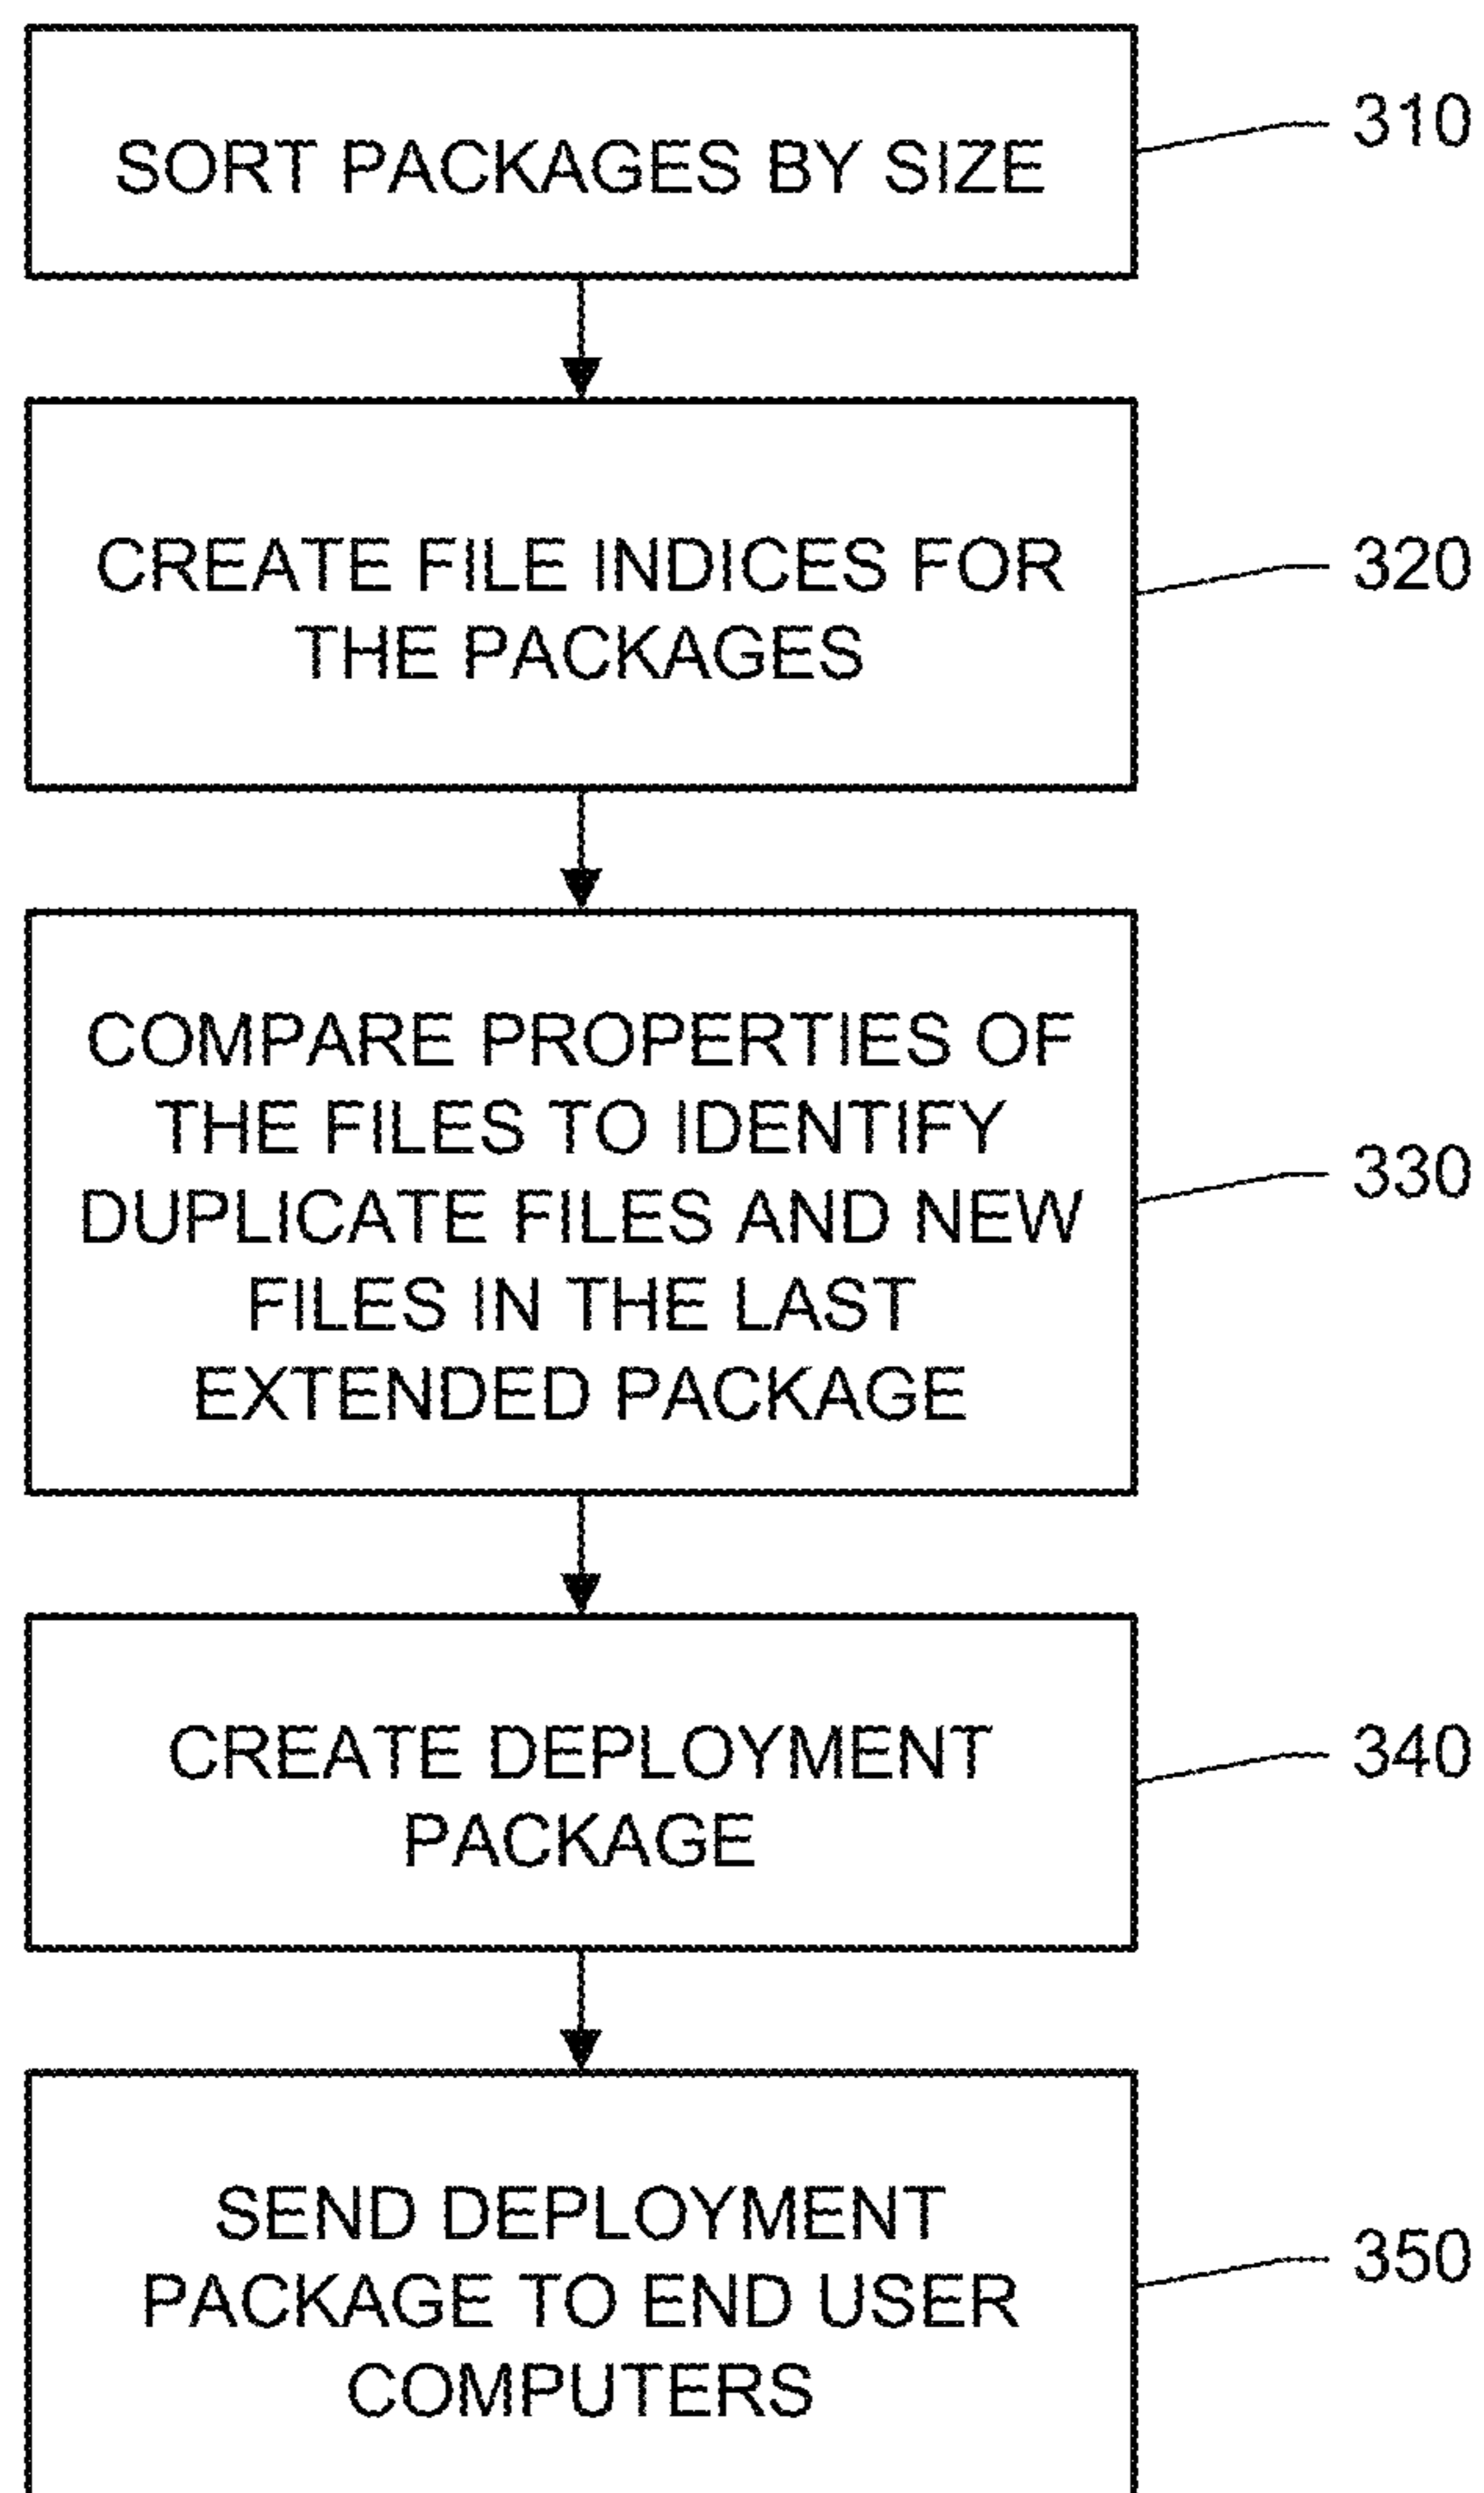 SORT PACKAGES BY SIZE
310
CREATE FILE INDICES FOR
THE PACKAGES
320
COMPARE PROPERTIES OF
THE FILES TO IDENTIFY
DUPLICATE FILES AND NEW
FILES IN THE LAST
EXTENDED PACKAGE
330
CREATE DEPLOYMENT
PACKAGE
340
SEND DEPLOYMENT
PACKAGE TO END USER
COMPUTERS
350